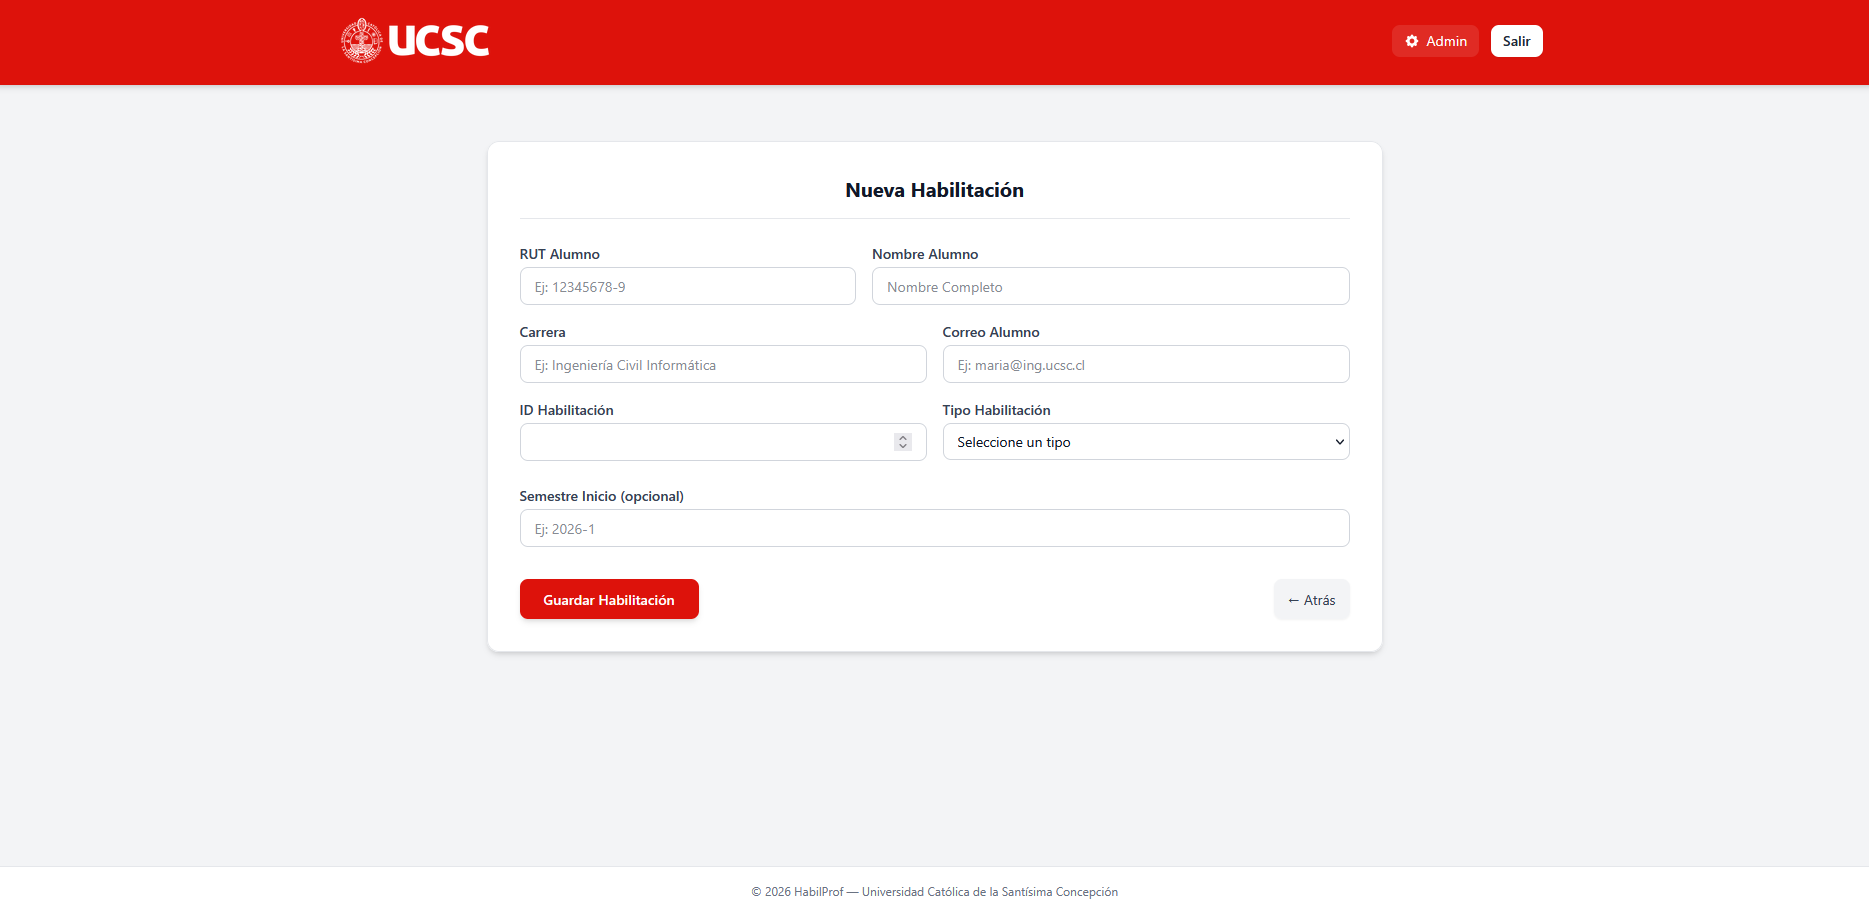 UCSC
Admin
Salir
Nueva Habilitación
RUT Alumno
Nombre Alumno
Ej: 12345678-9
Nombre Completo
Carrera
Correo Alumno
Ej: Ingeniería Civil Informática
Ej: maria@ing.ucsc.cl
ID Habilitación
Tipo Habilitación
Seleccione un tipo
Semestre Inicio (opcional)
Ej: 2026-1
Guardar Habilitación
← Atrás
© 2026 HabilProf — Universidad Católica de la Santísima Concepción